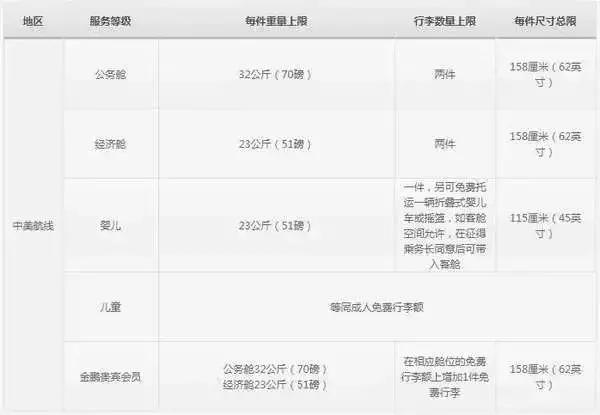 地区 服务等级 每件重量上限 行李数量上限 每件尺寸总限
中美航线
公务舱 32公斤（70磅） 两件 158厘米（62英
寸）
经济舱 23公斤（51磅） 两件 158厘米（62英
寸）
婴儿 23公斤（51磅）
一件，另可免费托
运一辆折叠式婴儿
车或摇篮，如客舱
空间允许，在征得
乘务长同意后可带
入客舱
115厘米（45英
寸）
儿童 等同成人免费行李额
金鹏贵宾会员
公务舱32公斤（70磅）
经济舱23公斤（51磅）
在相应舱位的免费
行李额上增加1件免
费行李
158厘米（62英
寸）